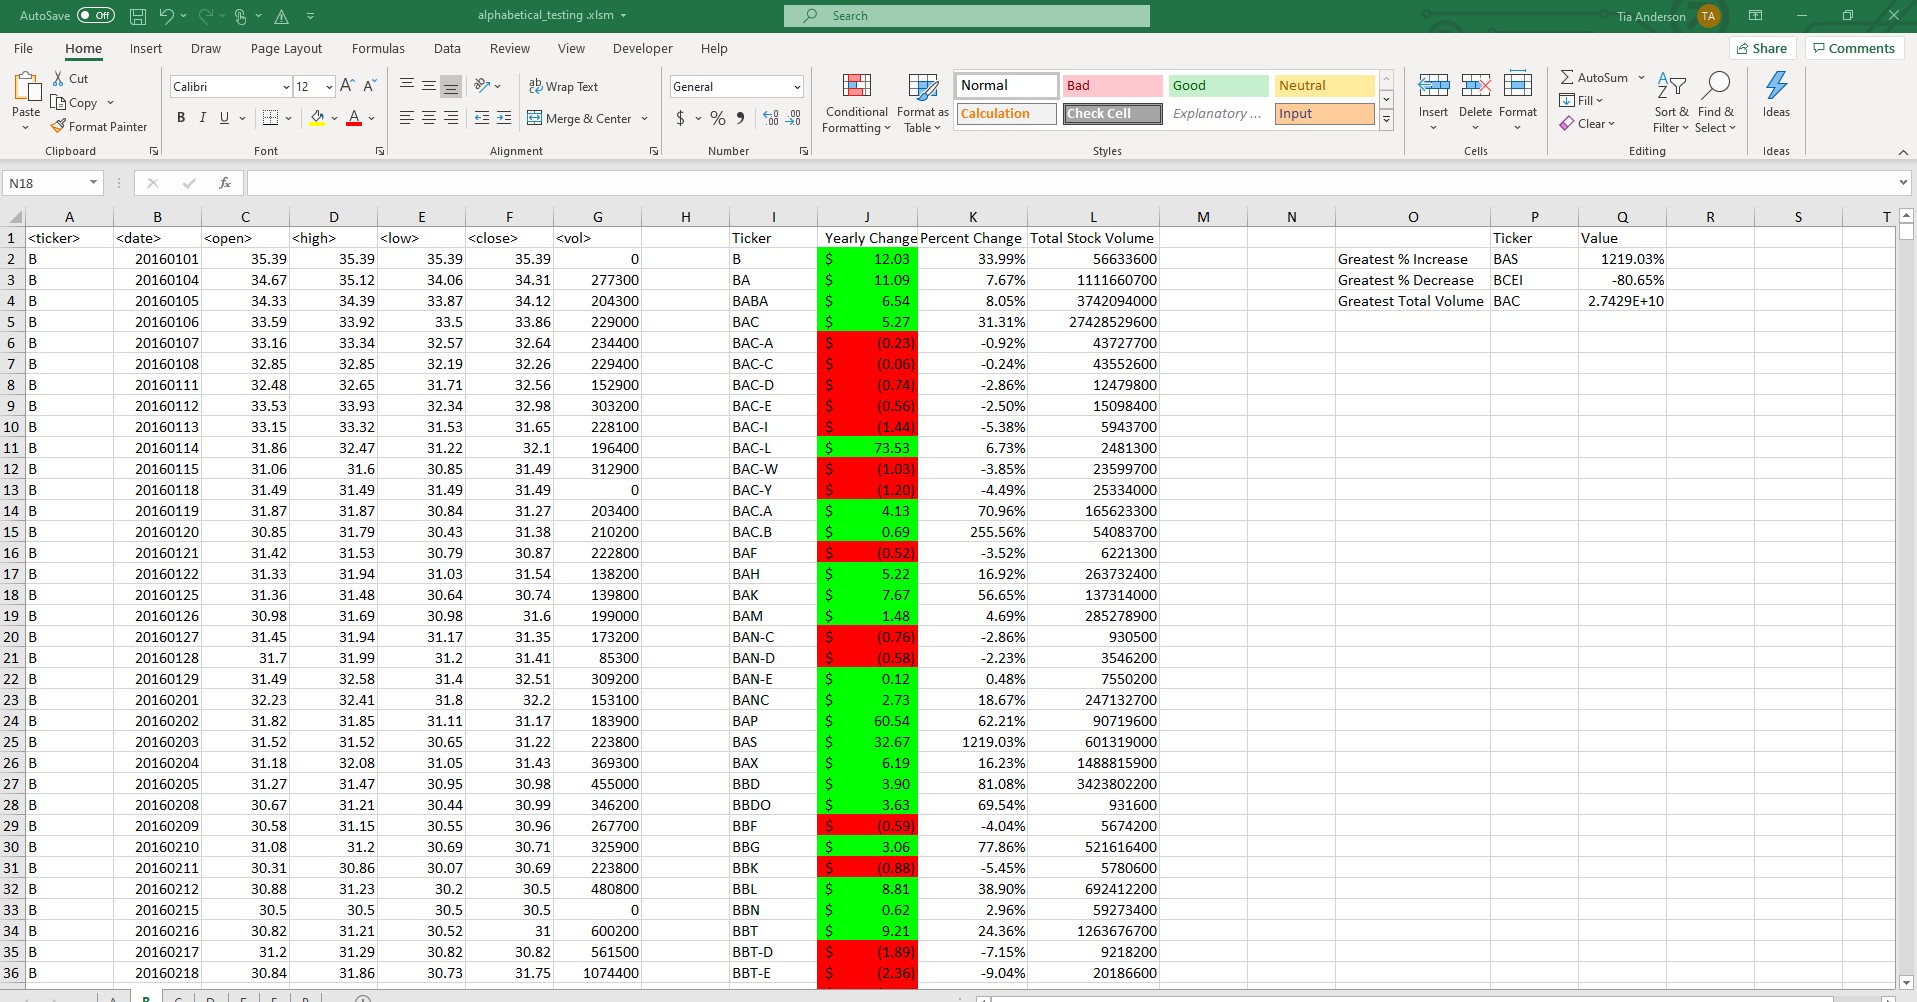 AutoSave Off alphabetical_testing .xlsm Search Tia Anderson TA
File Home Insert Draw Page Layout Formulas Data Review View Developer Help Share Comments
Paste Cut Copy Format Painter
Calibri 12 A A
B I U A
Wrap Text
Merge & Center
General
$ % , .00 .00
Conditional Formatting Format as Table
Normal Bad Good Neutral
Calculation Check Cell Explanatory ... Input
Insert Delete Format
AutoSum Fill Clear
Sort & Filter Find & Select
Ideas
Clipboard Font Alignment Number Styles Cells Editing Ideas
N18 fx
A B C D E F G H I J K L M N O P Q R S T
1 <ticker> <date> <open> <high> <low> <close> <vol> Ticker Yearly Change Percent Change Total Stock Volume Ticker Value
2 B 20160101 35.39 35.39 35.39 35.39 0 B $ 12.03 33.99% 56633600 Greatest % Increase BAS 1219.03%
3 B 20160104 34.67 35.12 34.06 34.31 277300 BA $ 11.09 7.67% 1111660700 Greatest % Decrease BCEI -80.65%
4 B 20160105 34.33 34.39 33.87 34.12 204300 BABA $ 6.54 8.05% 3742094000 Greatest Total Volume BAC 2.7429E+10
5 B 20160106 33.59 33.92 33.5 33.86 229000 BAC $ 5.27 31.31% 27428529600
6 B 20160107 33.16 33.34 32.57 32.64 234400 BAC-A $ (0.23) -0.92% 43727700
7 B 20160108 32.85 32.85 32.19 32.26 229400 BAC-C $ (0.06) -0.24% 43552600
8 B 20160111 32.48 32.65 31.71 32.56 152900 BAC-D $ (0.74) -2.86% 12479800
9 B 20160112 33.53 33.93 32.34 32.98 303200 BAC-E $ (0.56) -2.50% 15098400
10 B 20160113 33.15 33.32 31.53 31.65 228100 BAC-I $ (1.44) -5.38% 5943700
11 B 20160114 31.86 32.47 31.22 32.1 196400 BAC-L $ 73.53 6.73% 2481300
12 B 20160115 31.06 31.6 30.85 31.49 312900 BAC-W $ (1.03) -3.85% 23599700
13 B 20160118 31.49 31.49 31.49 31.49 0 BAC-Y $ (1.20) -4.49% 25334000
14 B 20160119 31.87 31.87 30.84 31.27 203400 BAC.A $ 4.13 70.96% 165623300
15 B 20160120 30.85 31.79 30.43 31.38 210200 BAC.B $ 0.69 255.56% 54083700
16 B 20160121 31.42 31.53 30.79 30.87 222800 BAF $ (0.52) -3.52% 6221300
17 B 20160122 31.33 31.94 31.03 31.54 138200 BAH $ 5.22 16.92% 263732400
18 B 20160125 31.36 31.48 30.64 30.74 139800 BAK $ 7.67 56.65% 137314000
19 B 20160126 30.98 31.69 30.98 31.6 199000 BAM $ 1.48 4.69% 285278900
20 B 20160127 31.45 31.94 31.17 31.35 173200 BAN-C $ (0.76) -2.86% 930500
21 B 20160128 31.7 31.99 31.2 31.41 85300 BAN-D $ (0.58) -2.23% 3546200
22 B 20160129 31.49 32.58 31.4 32.51 309200 BAN-E $ 0.12 0.48% 7550200
23 B 20160201 32.23 32.41 31.8 32.2 153100 BANC $ 2.73 18.67% 247132700
24 B 20160202 31.82 31.85 31.11 31.17 183900 BAP $ 60.54 62.21% 90719600
25 B 20160203 31.52 31.52 30.65 31.22 223800 BAS $ 32.67 1219.03% 601319000
26 B 20160204 31.18 32.08 31.05 31.43 369300 BAX $ 6.19 16.23% 1488815900
27 B 20160205 31.27 31.47 30.95 30.98 455000 BBD $ 3.90 81.08% 3423802200
28 B 20160208 30.67 31.21 30.44 30.99 346200 BBDO $ 3.63 69.54% 931600
29 B 20160209 30.58 31.15 30.55 30.96 267700 BBF $ (0.59) -4.04% 5674200
30 B 20160210 31.08 31.2 30.69 30.71 325900 BBG $ 3.06 77.86% 521616400
31 B 20160211 30.31 30.86 30.07 30.69 223800 BBK $ (0.88) -5.45% 5780600
32 B 20160212 30.88 31.23 30.2 30.5 480800 BBL $ 8.81 38.90% 692412200
33 B 20160215 30.5 30.5 30.5 30.5 0 BBN $ 0.62 2.96% 59273400
34 B 20160216 30.82 31.21 30.52 31 600200 BBT $ 9.21 24.36% 1263676700
35 B 20160217 31.2 31.29 30.82 30.82 561500 BBT-D $ (1.89) -7.15% 9218200
36 B 20160218 30.84 31.86 30.73 31.75 1074400 BBT-E $ (2.36) -9.04% 20186600